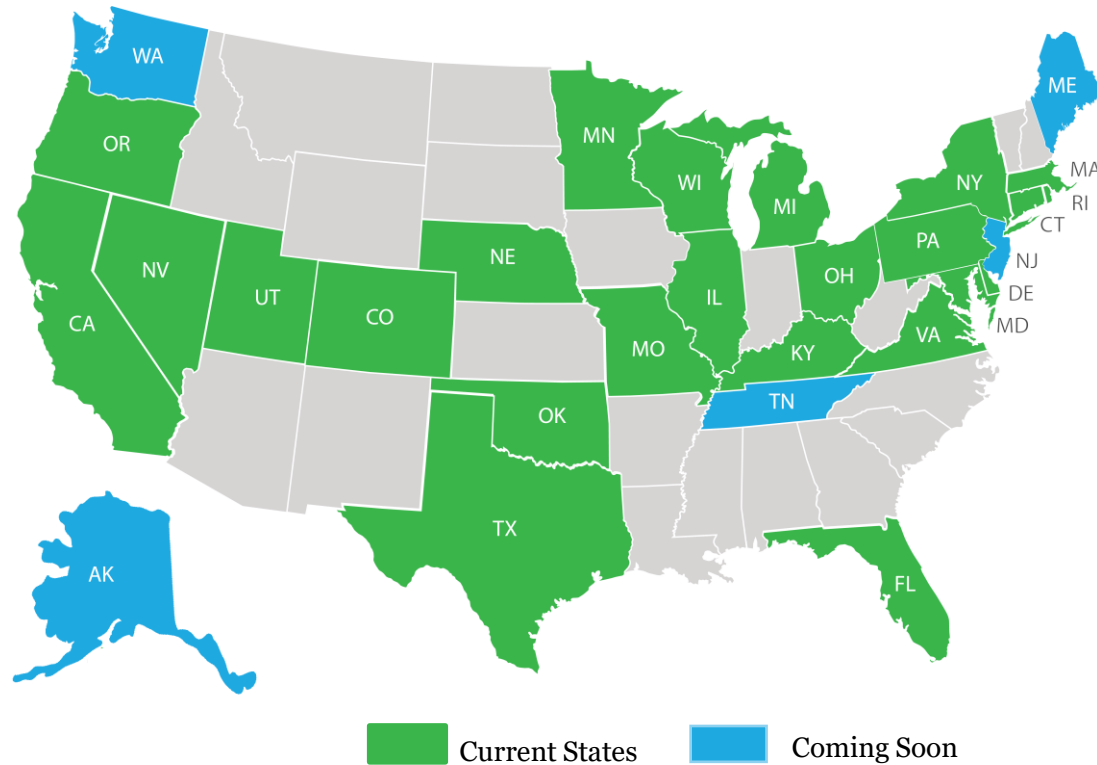 WA
ME
OR
MN
MA
WI
NY
MI
RI
CT
PA
NE
NJ
NV
OH
UT
IL
DE
CO
CA
MD
VA
MO
KY
TN
OK
TX
AK
FL
Current States
Coming Soon